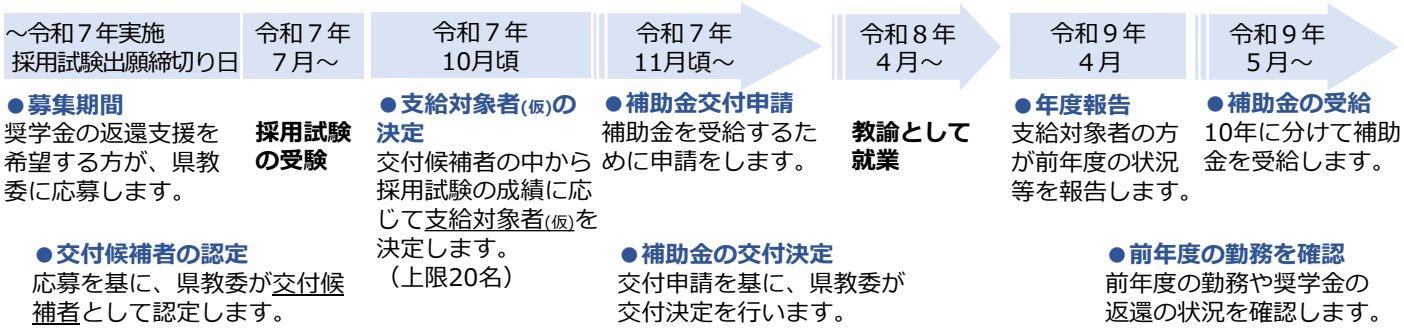 ～令和７年実施
採用試験出願締切り日
令和７年
７月～
令和７年
10月頃
令和７年
11月頃～
令和８年
４月～
令和９年
４月
令和９年
５月～
●募集期間
奨学金の返還支援を
希望する方が、県教
委に応募します。
●交付候補者の認定
応募を基に、県教委が交付候
補者として認定します。
採用試験
の受験
●支給対象者(仮)の
決定
交付候補者の中から
採用試験の成績に応
じて支給対象者(仮)を
決定します。
（上限20名）
●補助金交付申請
補助金を受給するた
めに申請をします。
●補助金の交付決定
交付申請を基に、県教委が
交付決定を行います。
教諭として
就業
●年度報告
支給対象者の方
が前年度の状況
等を報告します。
●補助金の受給
10年に分けて補助
金を受給します。
●前年度の勤務を確認
前年度の勤務や奨学金の
返還の状況を確認します。